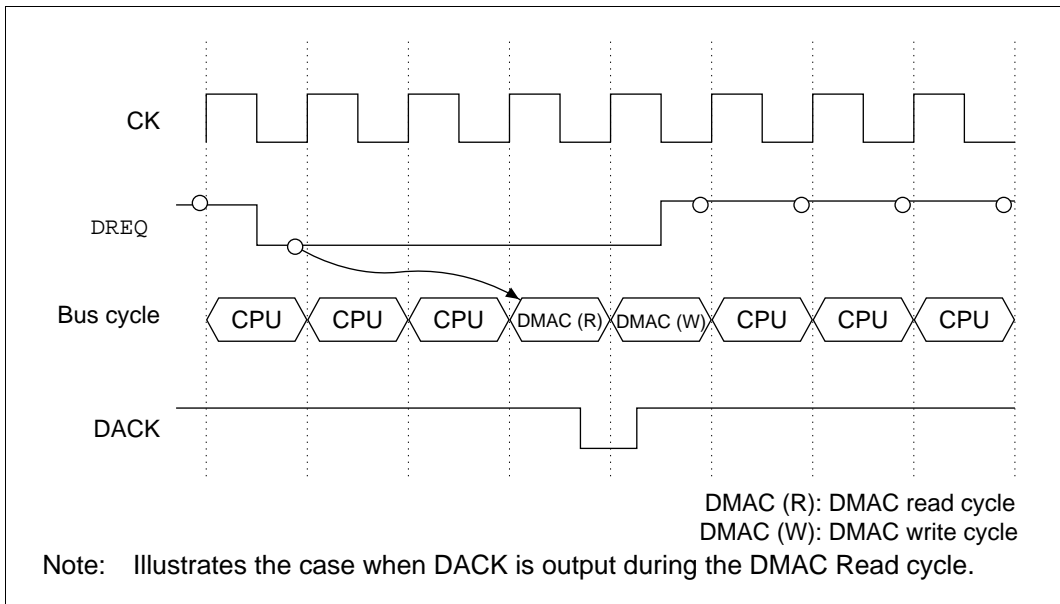 CK
DREQ
Bus cycle
CPU CPU CPU DMAC (R) DMAC (W) CPU CPU CPU
DACK
DMAC (R): DMAC read cycle
DMAC (W): DMAC write cycle
Note: Illustrates the case when DACK is output during the DMAC Read cycle.